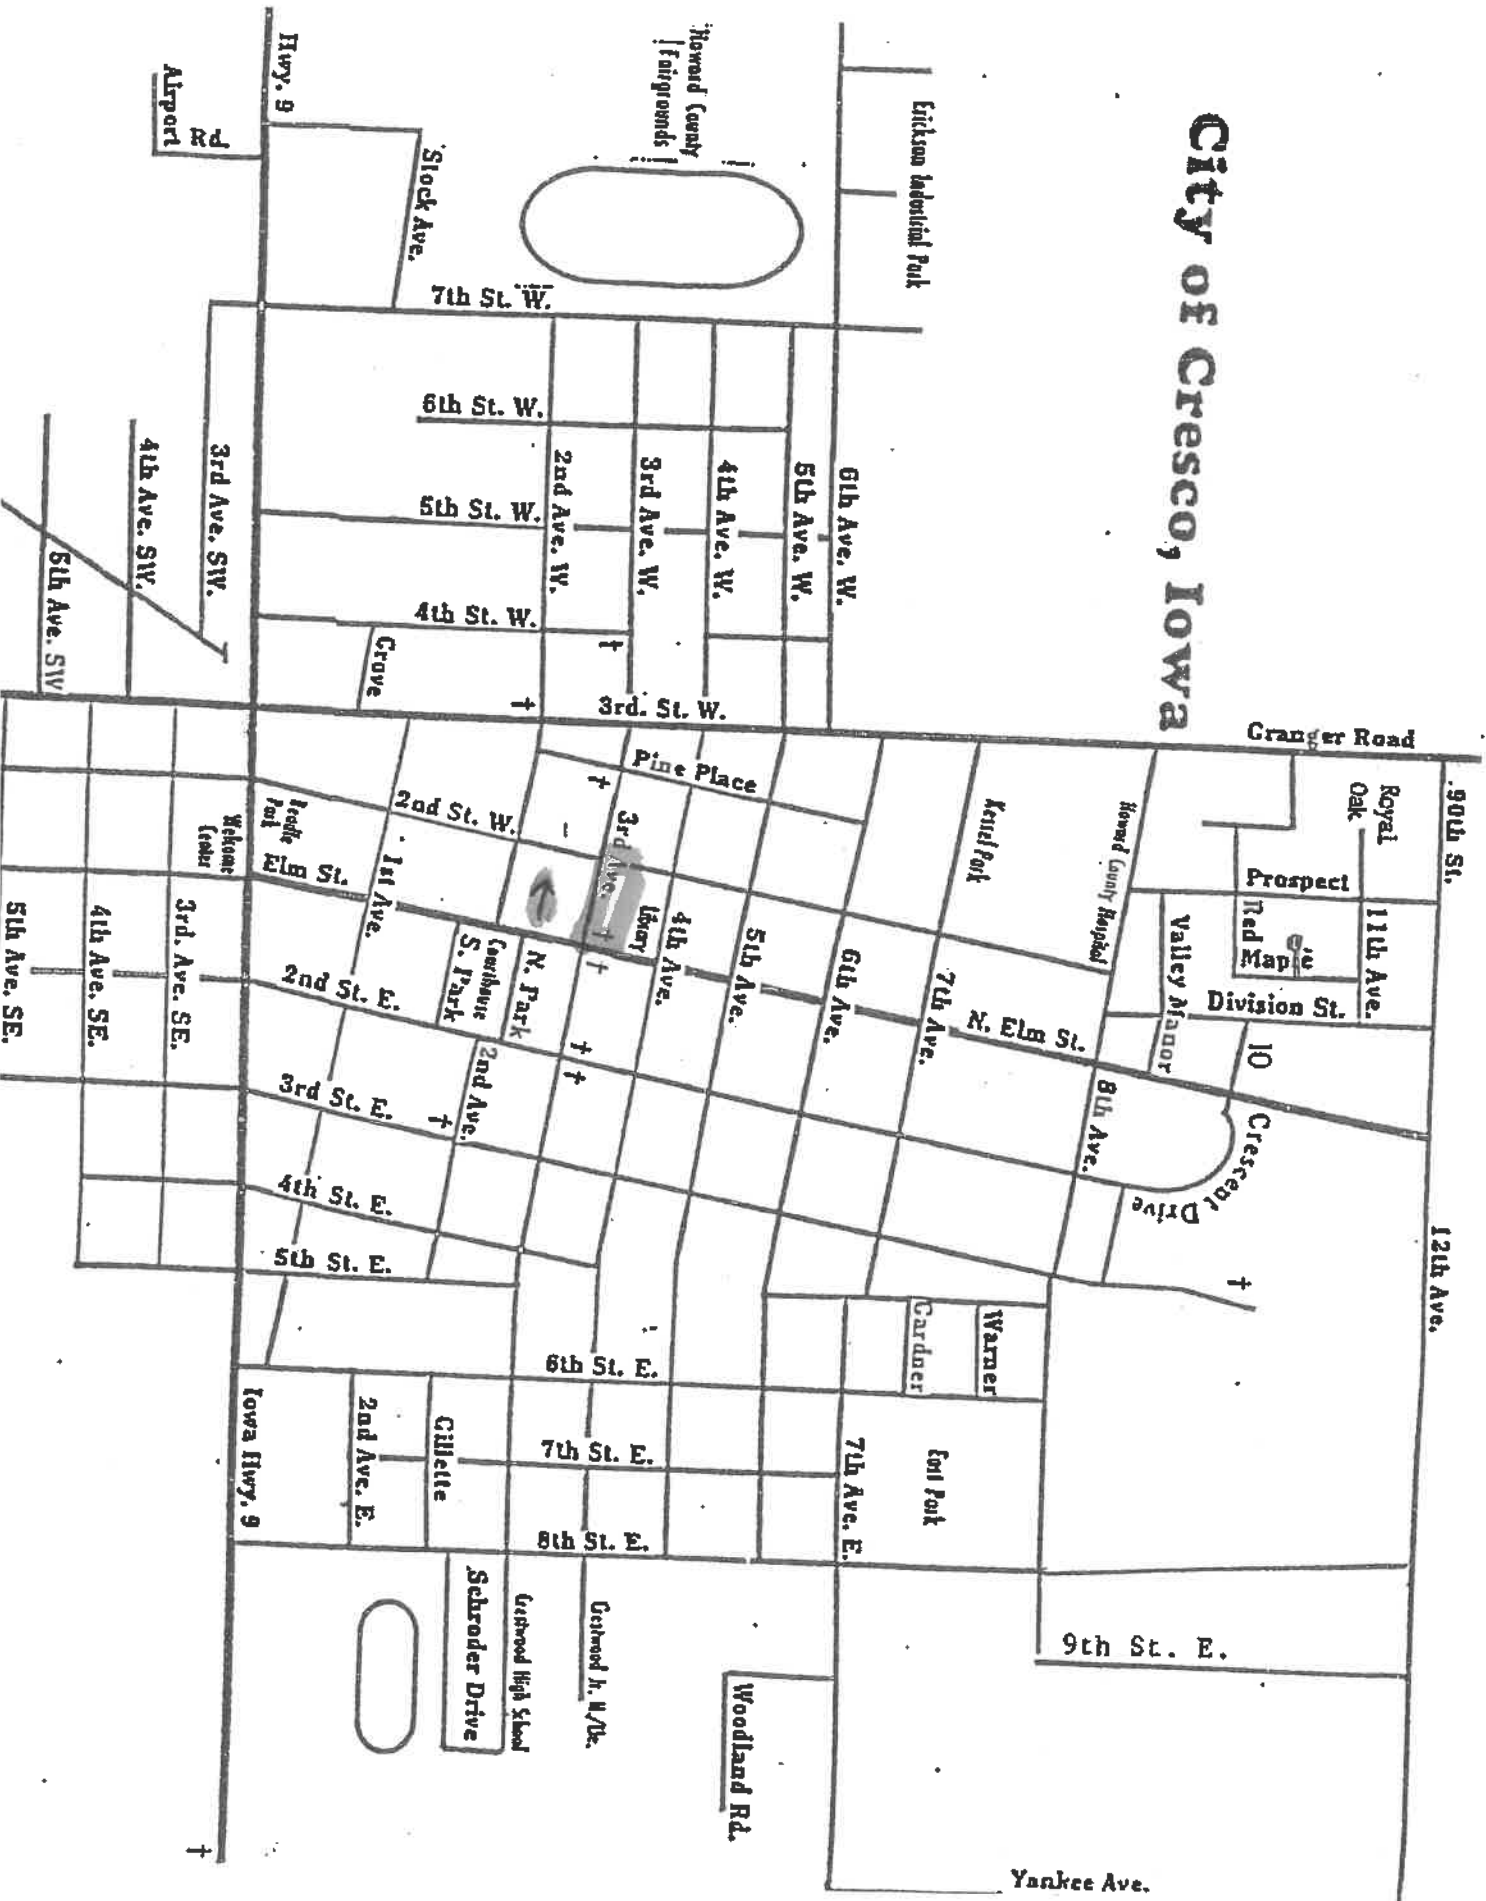 City of Cresco, Iowa
Hwy. 9
Airport
Rd.
Stock Ave.
Howard County
Fairgrounds
Erickson Industrial Park
7th St. W.
6th St. W.
5th St. W.
4th St. W.
2nd Ave. W.
3rd Ave. W.
4th Ave. W.
5th Ave. W.
6th Ave. W.
3rd Ave. SW.
4th Ave. SW.
5th Ave. SW
Grove
3rd. St. W.
Granger Road
Pine Place
2nd St. W.
3rd Ave.
Library
Kessel Park
Howard County Hospital
Royal
Oak
90th St.
Prospect
Red
Maple
11th Ave.
Valley Manor
Division St.
10
Crescent Drive
12th Ave.
Beadle
Park
Welcome
Center
Elm St.
1st Ave.
Courthouse
S. Park
N. Park
4th Ave.
5th Ave.
6th Ave.
7th Ave.
N. Elm St.
8th Ave.
3rd. Ave. SE.
4th Ave. SE.
5th Ave. SE.
2nd St. E.
2nd Ave.
3rd St. E.
4th St. E.
5th St. E.
6th St. E.
Gardner
Warner
Iowa Hwy. 9
2nd Ave. E.
Gillette
7th St. E.
7th Ave. E.
East Park
8th St. E.
Schroder Drive
Crestwood High School
Woodland Rd.
9th St. E.
Yankee Ave.